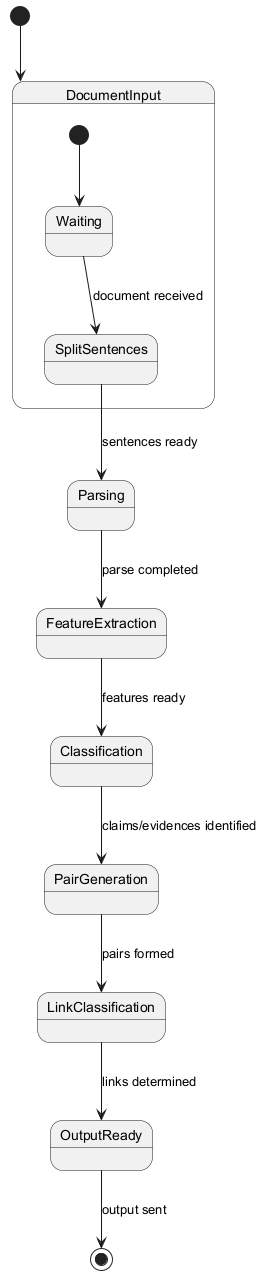 DocumentInput
Waiting
document received
SplitSentences
sentences ready
Parsing
parse completed
FeatureExtraction
features ready
Classification
claims/evidences identified
PairGeneration
pairs formed
LinkClassification
links determined
OutputReady
output sent